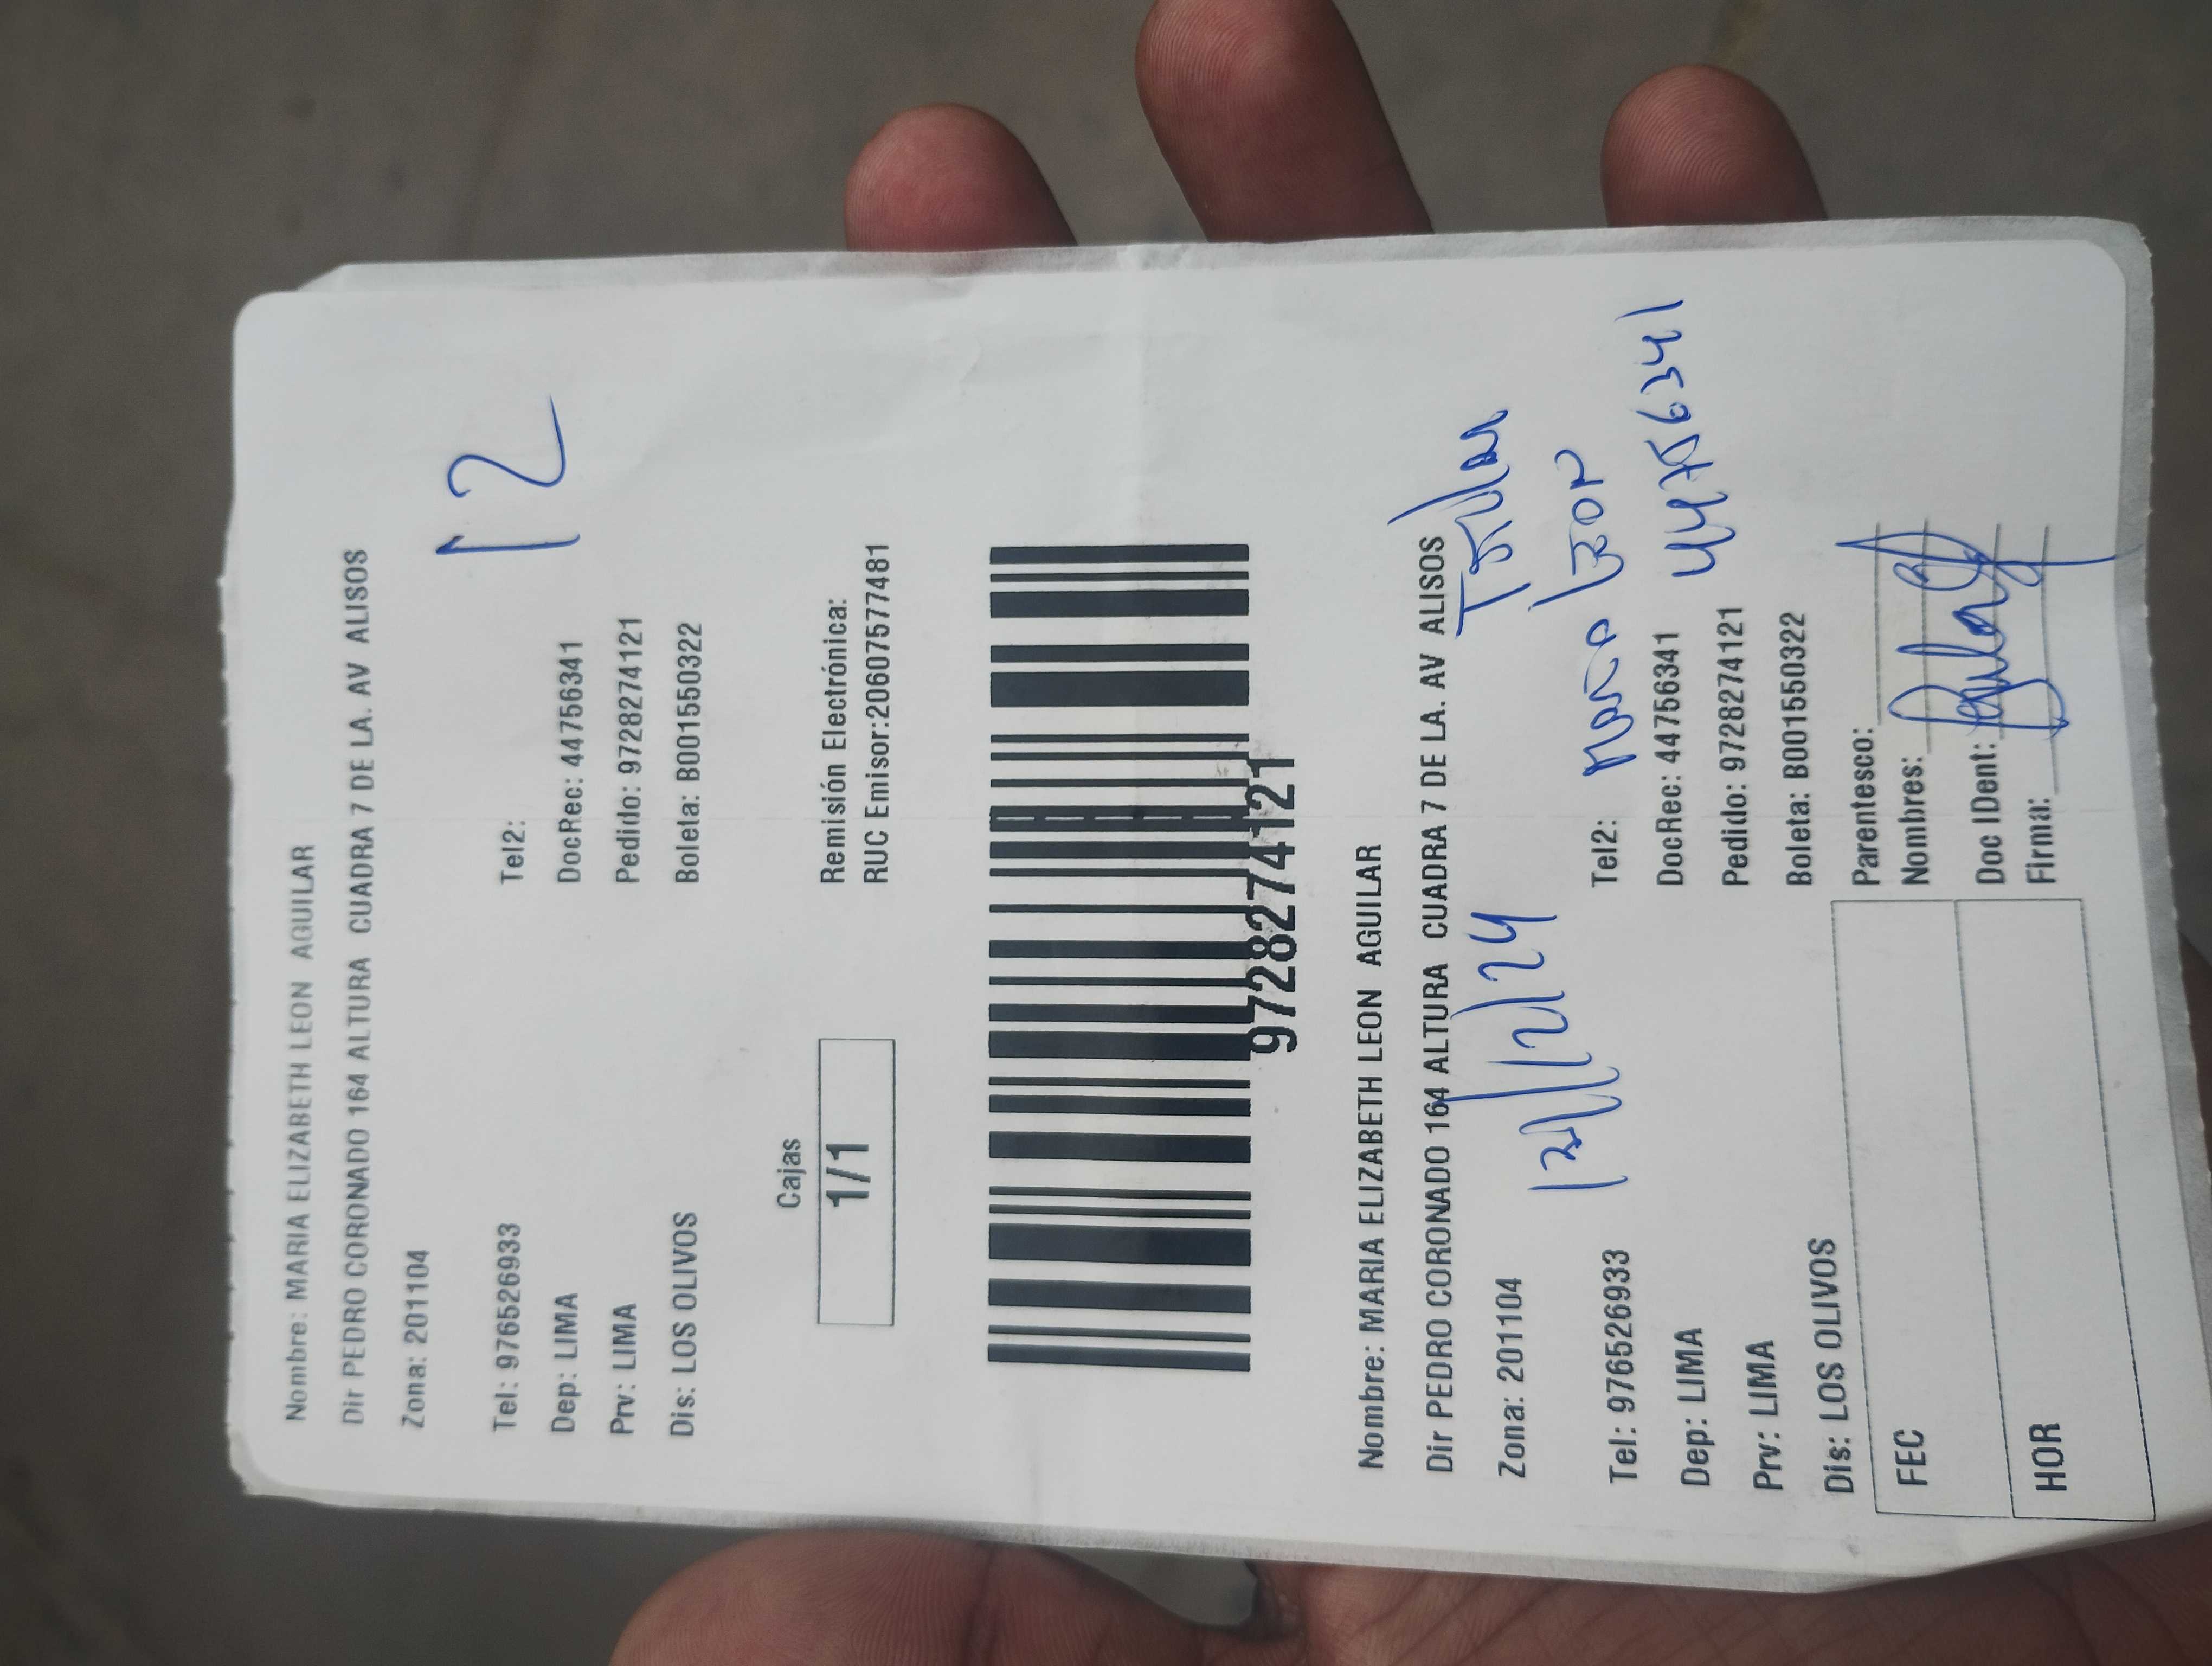 Nombre: MARIA ELIZABETH LEON AGUILAR
Dir PEDRO CORONADO 164 ALTURA CUADRA 7 DE LA. AV ALISOS
Zona: 201104
12
Tel: 976526933 Tel2:
Dep: LIMA DocRec: 44756341
Prv: LIMA Pedido: 9728274121
Dis: LOS OLIVOS Boleta: B001550322
Cajas
1/1
Remisión Electrónica:
RUC Emisor:20607577481
9728274121
Nombre: MARIA ELIZABETH LEON AGUILAR
Dir PEDRO CORONADO 164 ALTURA CUADRA 7 DE LA. AV ALISOS
Zona: 201104 12/12/24 Titular
Tel: 976526933 Tel2: Maria Leon
Dep: LIMA DocRec: 44756341 44756341
Prv: LIMA Pedido: 9728274121
Dis: LOS OLIVOS Boleta: B001550322
FEC Parentesco:
Nombres:
HOR Doc IDent:
Firma: